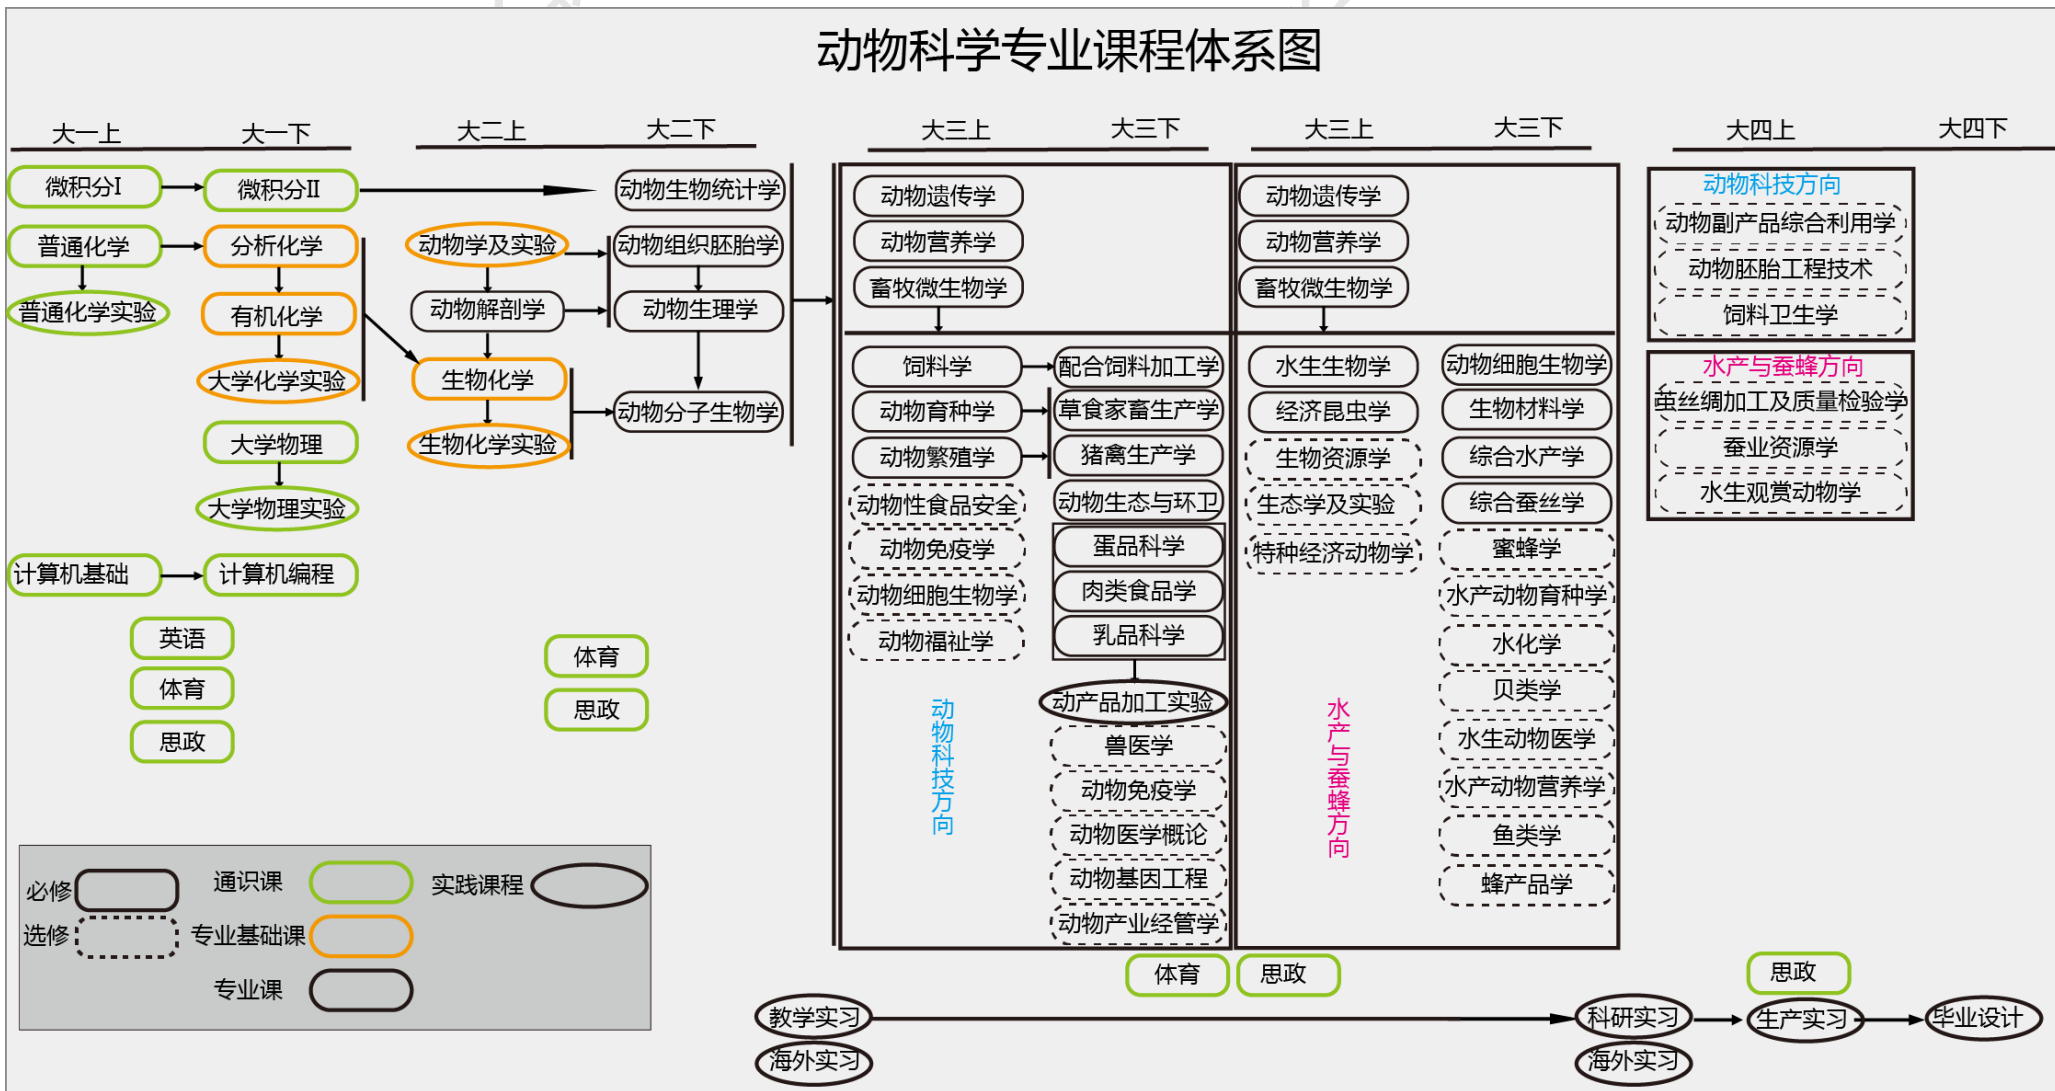 动物科学专业课程体系图
大一上
大一下
大二上
大二下
大三上
大三下
大三上
大三下
大四上
大四下
微积分I
微积分II
普通化学
分析化学
普通化学实验
有机化学
大学化学实验
大学物理
大学物理实验
计算机基础
计算机编程
英语
体育
思政
动物生物统计学
动物学及实验
动物组织胚胎学
动物解剖学
动物生理学
生物化学
动物分子生物学
生物化学实验
体育
思政
动物遗传学
动物营养学
畜牧微生物学
饲料学
动物育种学
动物繁殖学
动物性食品安全
动物免疫学
动物细胞生物学
动物福祉学
动物科技方向
配合饲料加工学
草食家畜生产学
猪禽生产学
动物生态与环卫
蛋品科学
肉类食品学
乳品科学
动产品加工实验
兽医学
动物免疫学
动物医学概论
动物基因工程
动物产业经管学
动物遗传学
动物营养学
畜牧微生物学
水生生物学
经济昆虫学
生物资源学
生态学及实验
特种经济动物学
水产与蚕蜂方向
动物细胞生物学
生物材料学
综合水产学
综合蚕丝学
蜜蜂学
水产动物育种学
水化学
贝类学
水生动物医学
水产动物营养学
鱼类学
蜂产品学
动物科技方向
动物副产品综合利用学
动物胚胎工程技术
饲料卫生学
水产与蚕蜂方向
茧丝绸加工及质量检验学
蚕业资源学
水生观赏动物学
必修
选修
通识课
专业基础课
专业课
实践课程
体育
思政
思政
教学实习
科研实习
生产实习
毕业设计
海外实习
海外实习